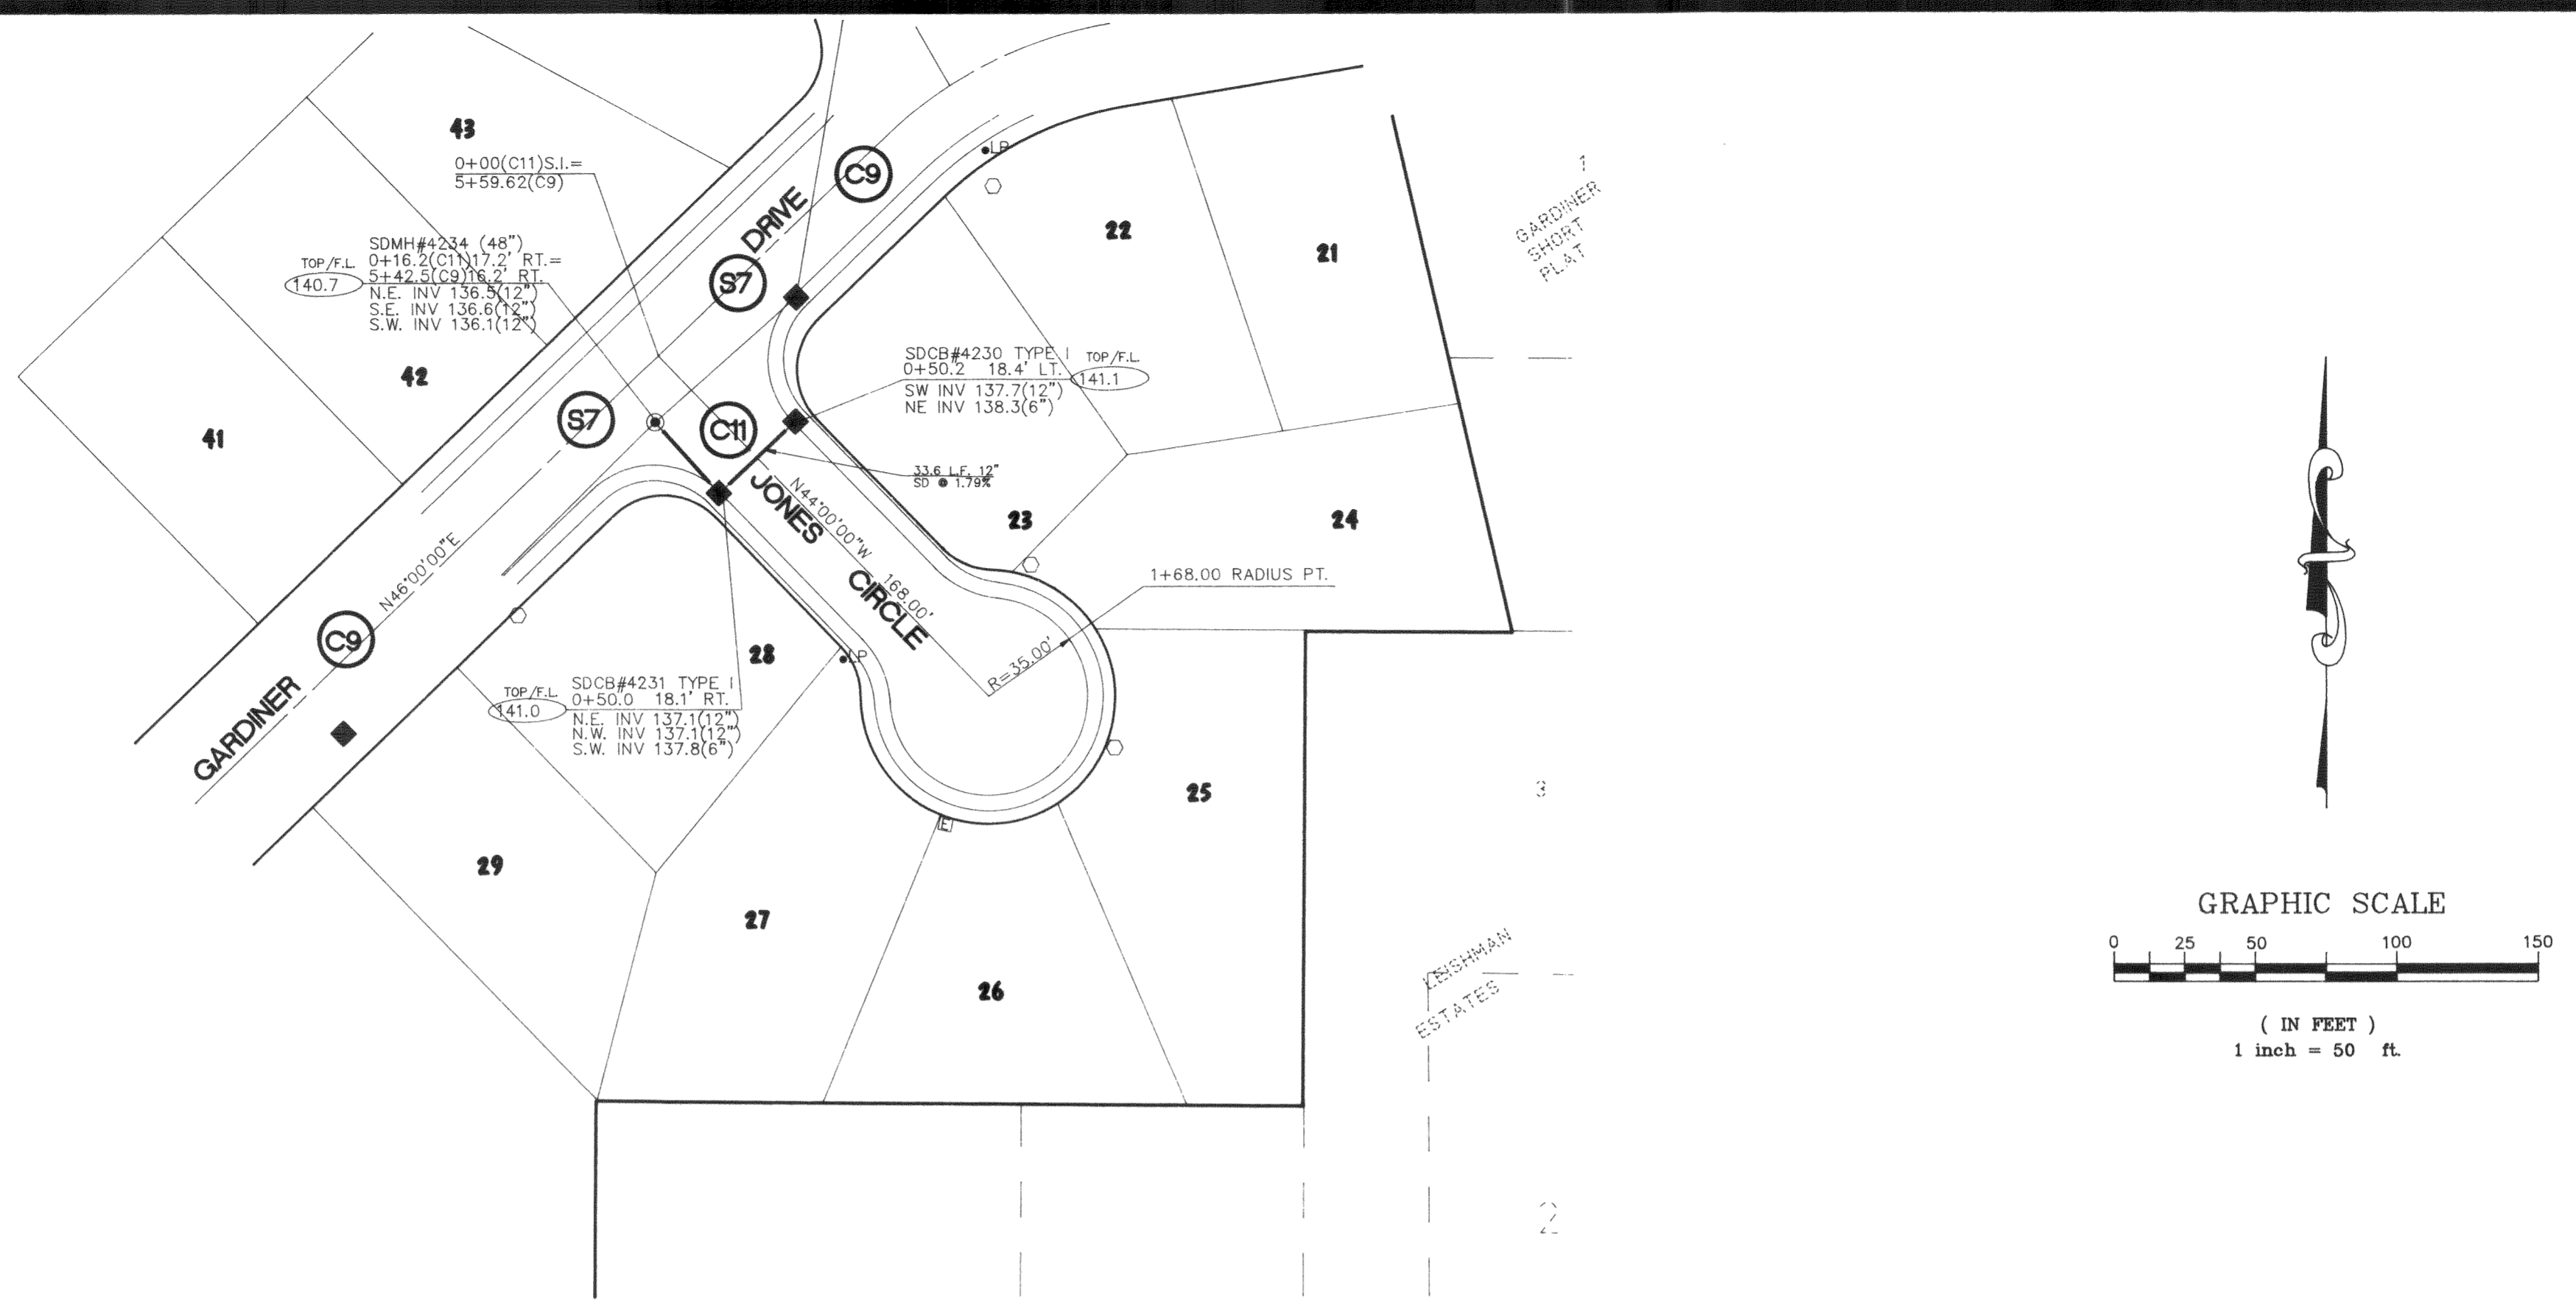 43
0+00(C11)S.I.=
5+59.62(C9)
C9
DRIVE
S7
LP
22
21
1
GARDINER
SHORT
PLAT
SDMH#4234 (48")
0+16.2(C11)17.2' RT.=
5+42.5(C9)16.2' RT.
N.E. INV 136.5(12")
S.E. INV 136.6(12")
S.W. INV 136.1(12")
TOP/F.L.
140.7
42
41
S7
C11
SDCB#4230 TYPE I
0+50.2 18.4' LT.
SW INV 137.7(12")
NE INV 138.3(6")
TOP/F.L.
141.1
33.6 L.F. 12"
SD @ 1.79%
JONES
CIRCLE
N44°00'00"W
168.00'
23
24
1+68.00 RADIUS PT.
R=35.00'
N46°00'00"E
C9
GARDINER
28
LP
SDCB#4231 TYPE I
0+50.0 18.1' RT.
N.E. INV 137.1(12")
N.W. INV 137.1(12")
S.W. INV 137.8(6")
TOP/F.L.
141.0
E
25
3
29
27
26
LEISHMAN
ESTATES
2
GRAPHIC SCALE
0 25 50 100 150
( IN FEET )
1 inch = 50 ft.